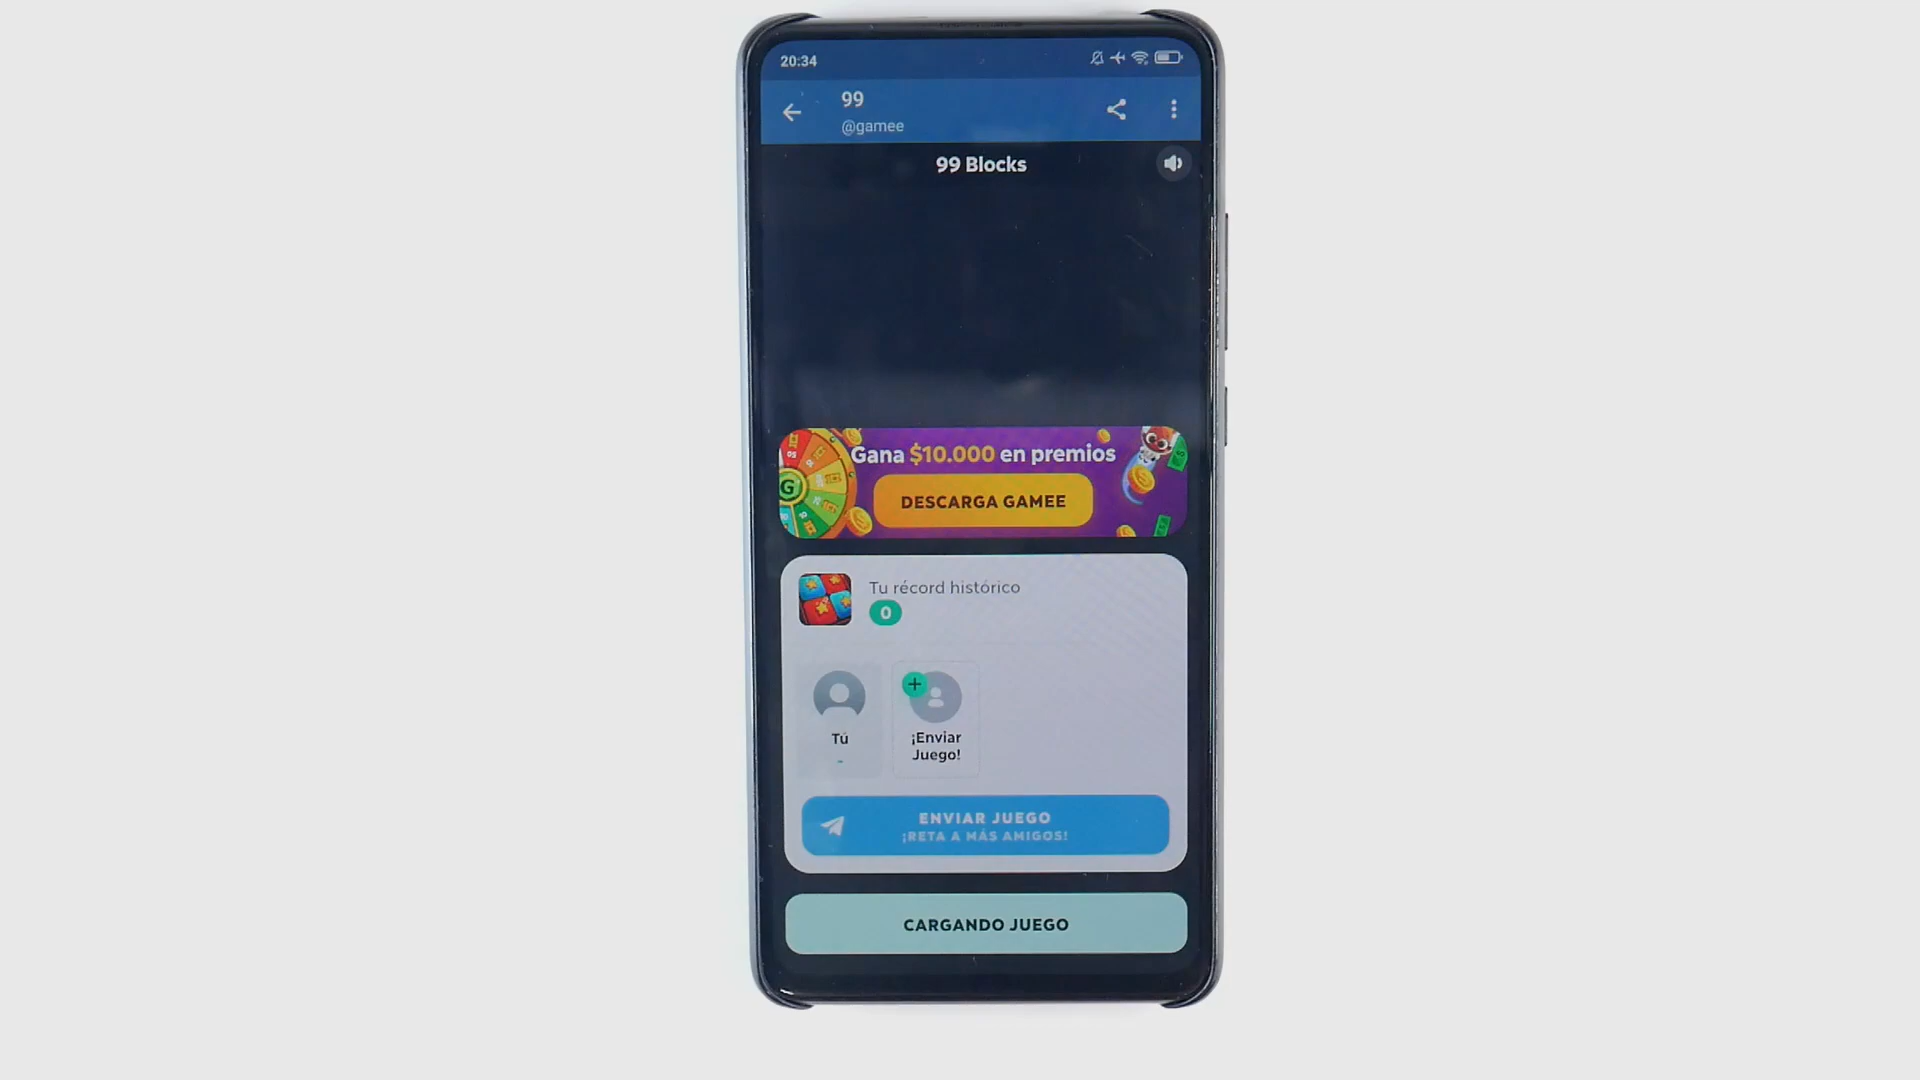 20:34
99
@gamee
99 Blocks
Gana $10.000 en premios
G
DESCARGA GAMEE
Tu récord histórico
0
Tú
-
¡Enviar
Juego!
ENVIAR JUEGO
¡RETA A MÁS AMIGOS!
CARGANDO JUEGO